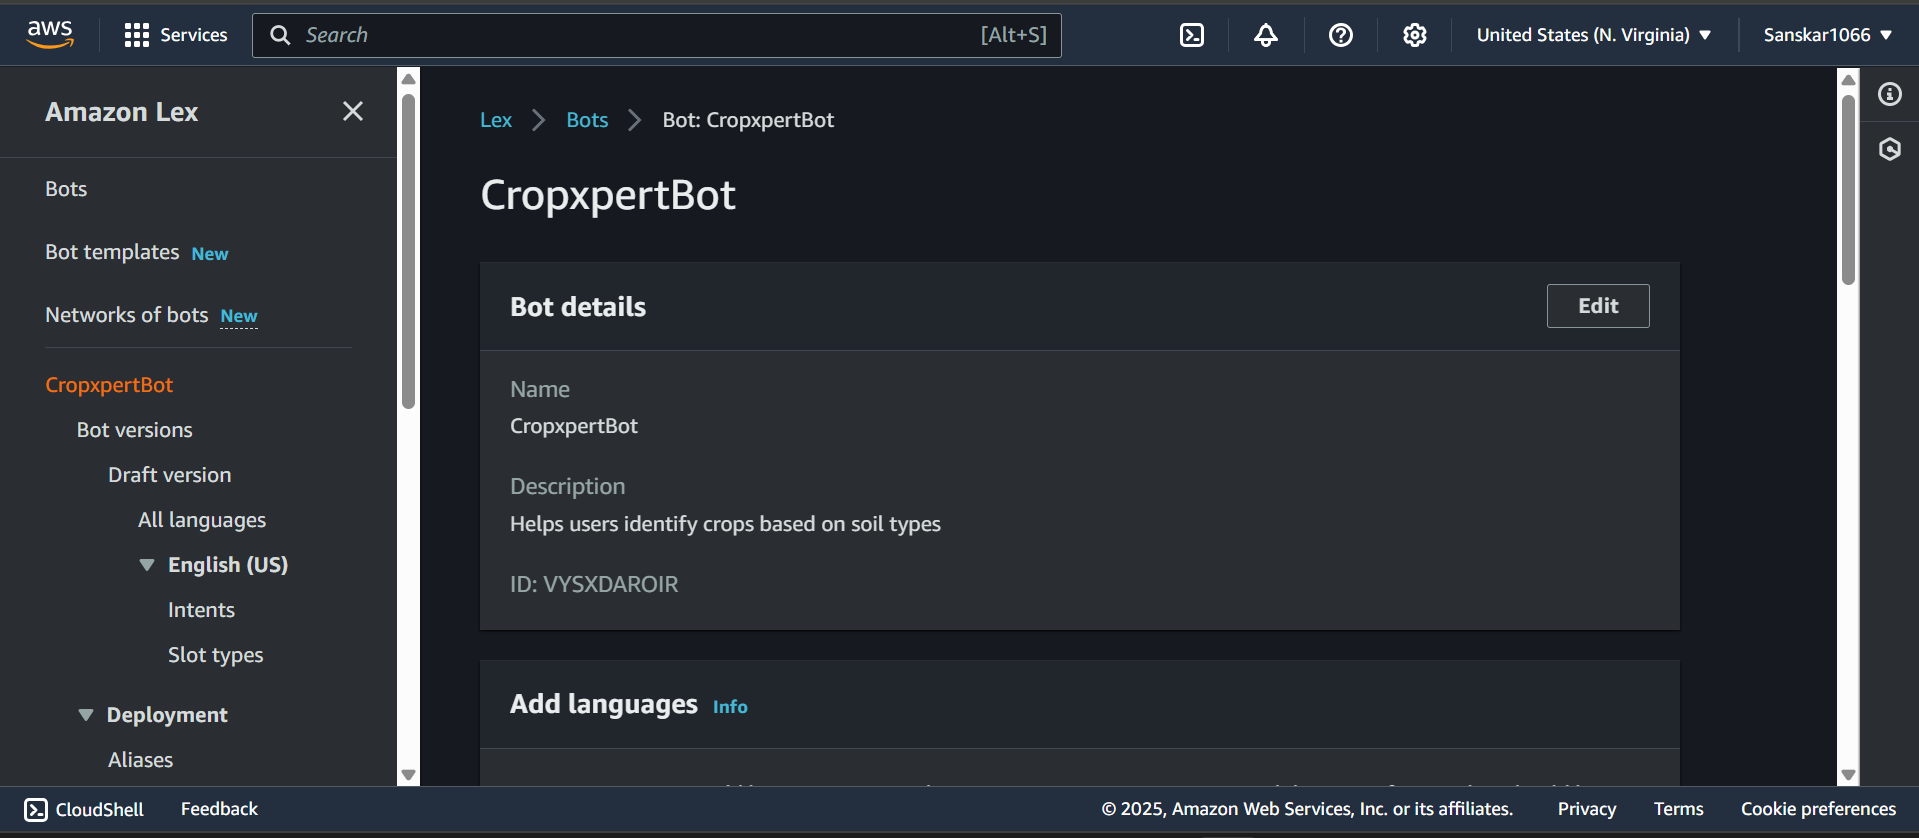 aws
Services
Search
[Alt+S]
United States (N. Virginia)
Sanskar1066
Amazon Lex
Bots
Bot templates New
Networks of bots New
CropxpertBot
Bot versions
Draft version
All languages
English (US)
Intents
Slot types
Deployment
Aliases
Lex
Bots
Bot: CropxpertBot
CropxpertBot
Bot details
Edit
Name
CropxpertBot
Description
Helps users identify crops based on soil types
ID: VYSXDAROIR
Add languages Info
CloudShell
Feedback
© 2025, Amazon Web Services, Inc. or its affiliates.
Privacy
Terms
Cookie preferences